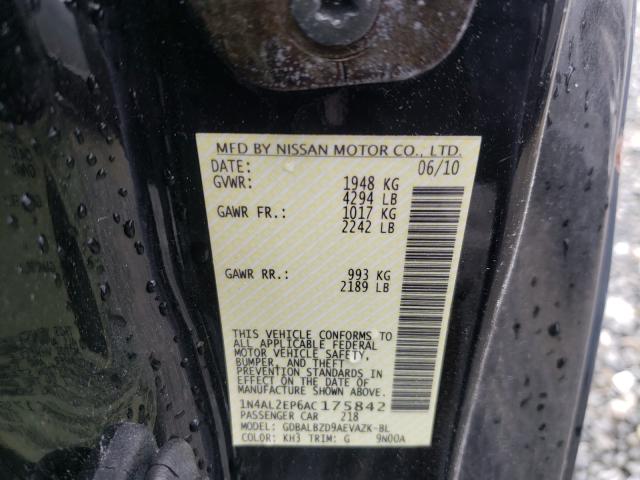 MFD BY NISSAN MOTOR CO., LTD.
DATE: 06/10
GVWR: 1948 KG
4294 LB
GAWR FR.: 1017 KG
2242 LB
GAWR RR.: 993 KG
2189 LB
THIS VEHICLE CONFORMS TO
ALL APPLICABLE FEDERAL
MOTOR VEHICLE SAFETY,
BUMPER, AND THEFT
PREVENTION STANDARDS
IN EFFECT ON THE DATE
OF MANUFACTURE
SHOWN ABOVE.
1N4AL2EP6AC175842
PASSENGER CAR 218
MODEL: GDBALBZD9AEVAZK-BL
COLOR: KH3 TRIM: G 9N00A